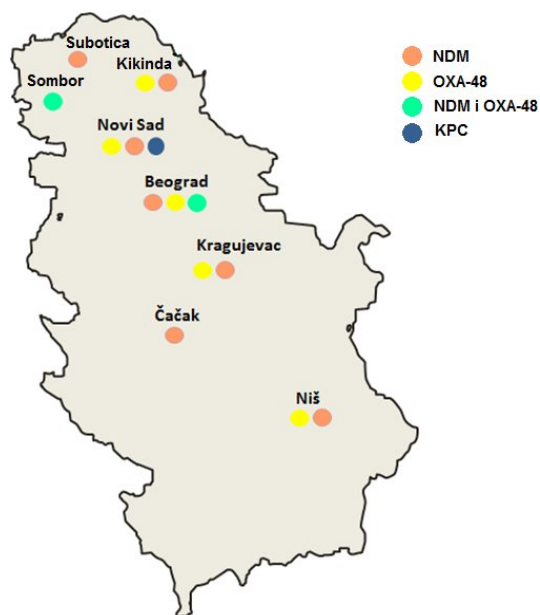 Subotica
Kikinda
Sombor
Novi Sad
Beograd
Kragujevac
Čačak
Niš
NDM
OXA-48
NDM i OXA-48
KPC